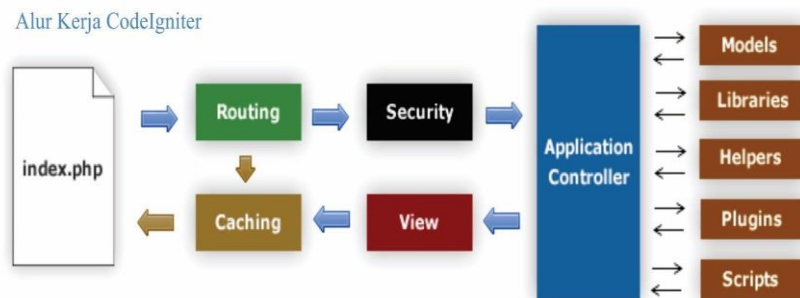 Alur Kerja CodeIgniter
index.php
Routing
Security
Caching
View
Application
Controller
Models
Libraries
Helpers
Plugins
Scripts